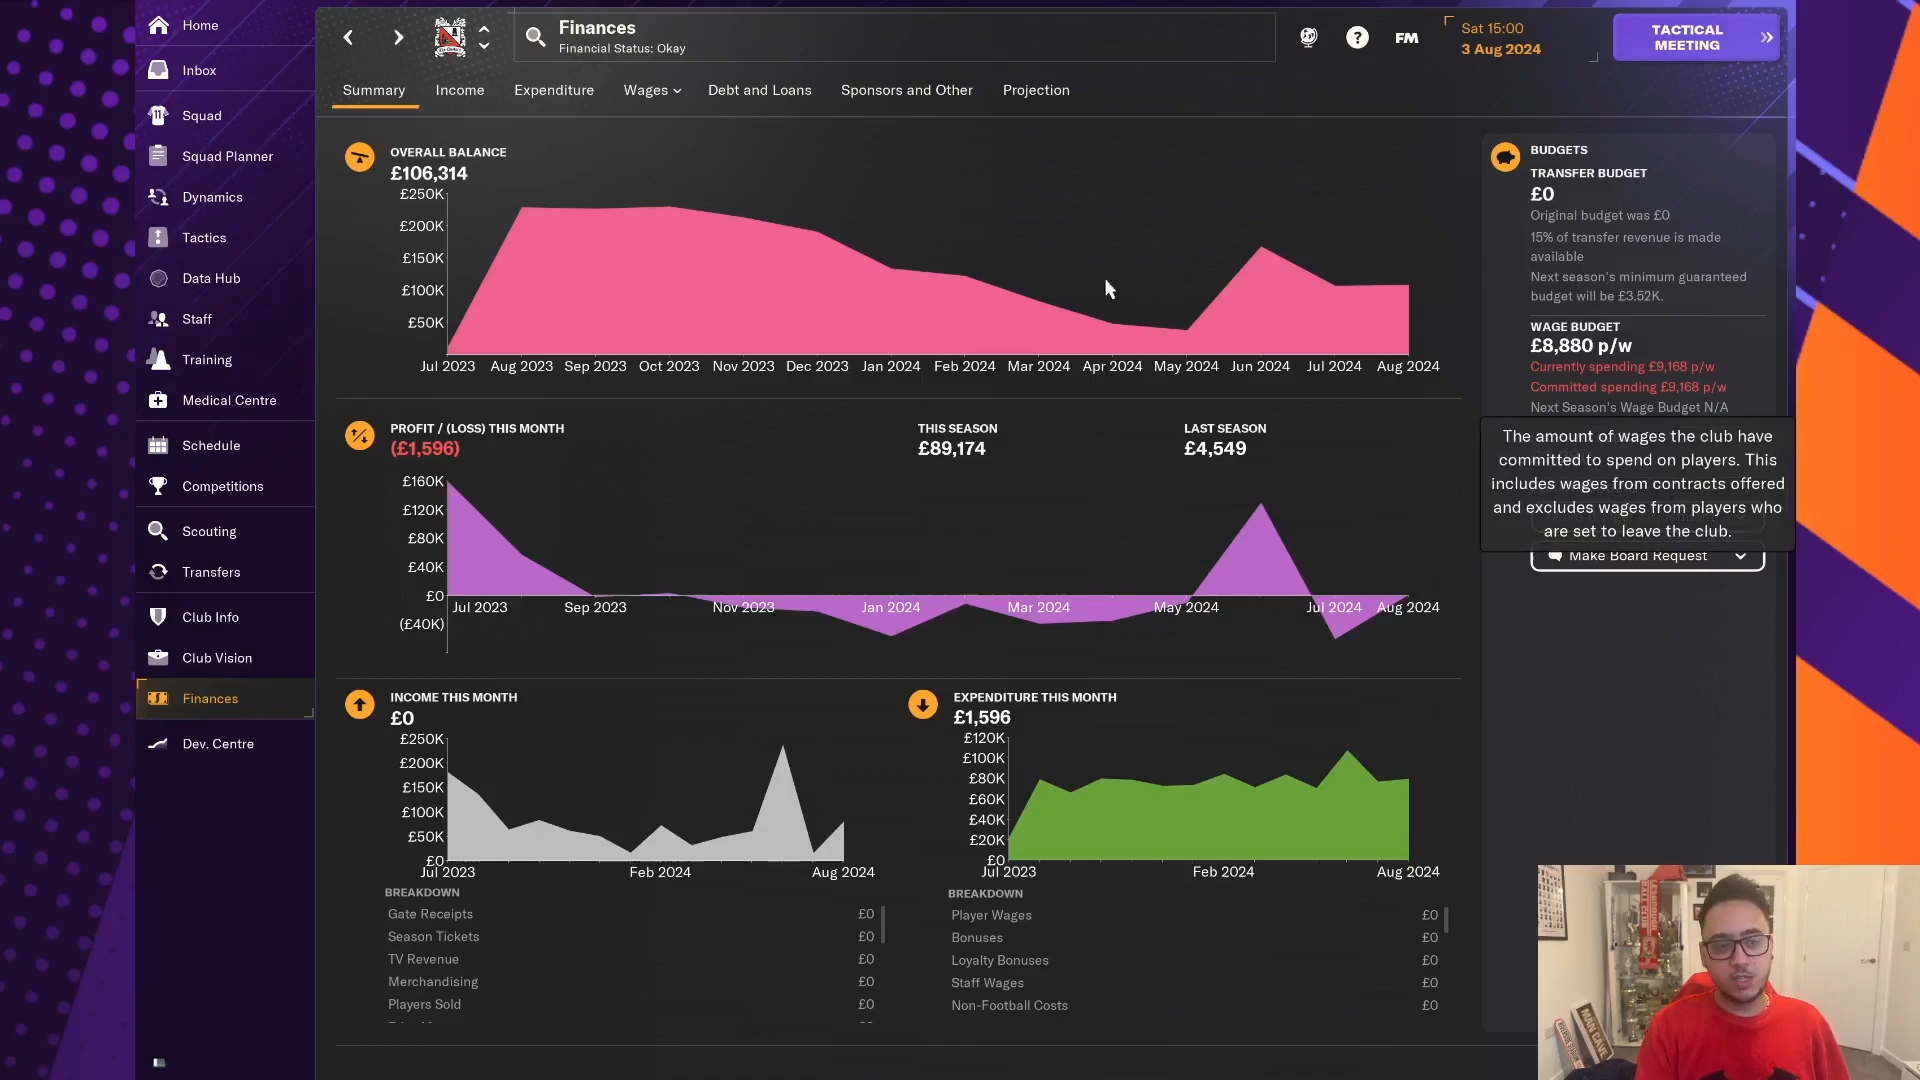 Home
Inbox
Squad
Squad Planner
Dynamics
Tactics
Data Hub
Staff
Training
Medical Centre
Schedule
Competitions
Scouting
Transfers
Club Info
Club Vision
Finances
Dev. Centre
Finances
Financial Status: Okay
?
FM
Sat 15:00
3 Aug 2024
TACTICAL
MEETING
Summary Income Expenditure Wages Debt and Loans Sponsors and Other Projection
OVERALL BALANCE
£106,314
£250K
£200K
£150K
£100K
£50K
Jul 2023 Aug 2023 Sep 2023 Oct 2023 Nov 2023 Dec 2023 Jan 2024 Feb 2024 Mar 2024 Apr 2024 May 2024 Jun 2024 Jul 2024 Aug 2024
PROFIT / (LOSS) THIS MONTH
(£1,596)
THIS SEASON
£89,174
LAST SEASON
£4,549
£160K
£120K
£80K
£40K
£0
(£40K)
Jul 2023 Sep 2023 Nov 2023 Jan 2024 Mar 2024 May 2024 Jul 2024 Aug 2024
INCOME THIS MONTH
£0
£250K
£200K
£150K
£100K
£50K
£0
Jul 2023 Feb 2024 Aug 2024
BREAKDOWN
Gate Receipts £0
Season Tickets £0
TV Revenue £0
Merchandising £0
Players Sold £0
EXPENDITURE THIS MONTH
£1,596
£120K
£100K
£80K
£60K
£40K
£20K
£0
Jul 2023 Feb 2024 Aug 2024
BREAKDOWN
Player Wages £0
Bonuses £0
Loyalty Bonuses £0
Staff Wages £0
Non-Football Costs £0
BUDGETS
TRANSFER BUDGET
£0
Original budget was £0
15% of transfer revenue is made
available
Next season's minimum guaranteed
budget will be £3.52K.
WAGE BUDGET
£8,880 p/w
Currently spending £9,168 p/w
Committed spending £9,168 p/w
Next Season's Wage Budget N/A
The amount of wages the club have
committed to spend on players. This
includes wages from contracts offered
and excludes wages from players who
are set to leave the club.
Make Board Request
MAN CAVE